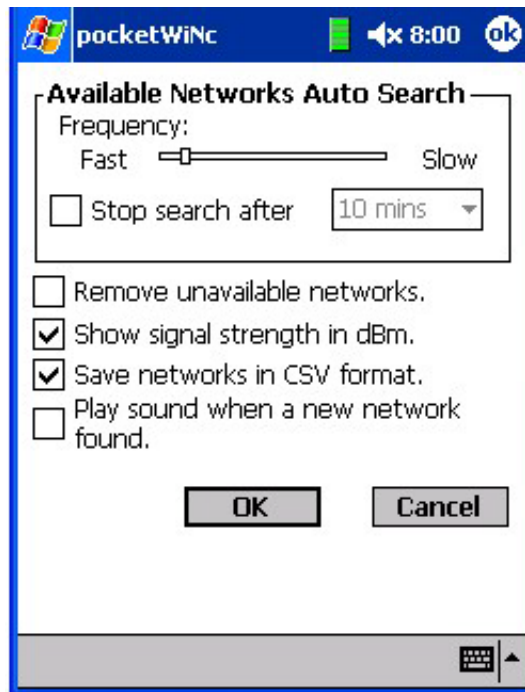 pocketWiNc 8:00 ok
Available Networks Auto Search
Frequency:
Fast Slow
Stop search after 10 mins
Remove unavailable networks.
Show signal strength in dBm.
Save networks in CSV format.
Play sound when a new network
found.
OK Cancel